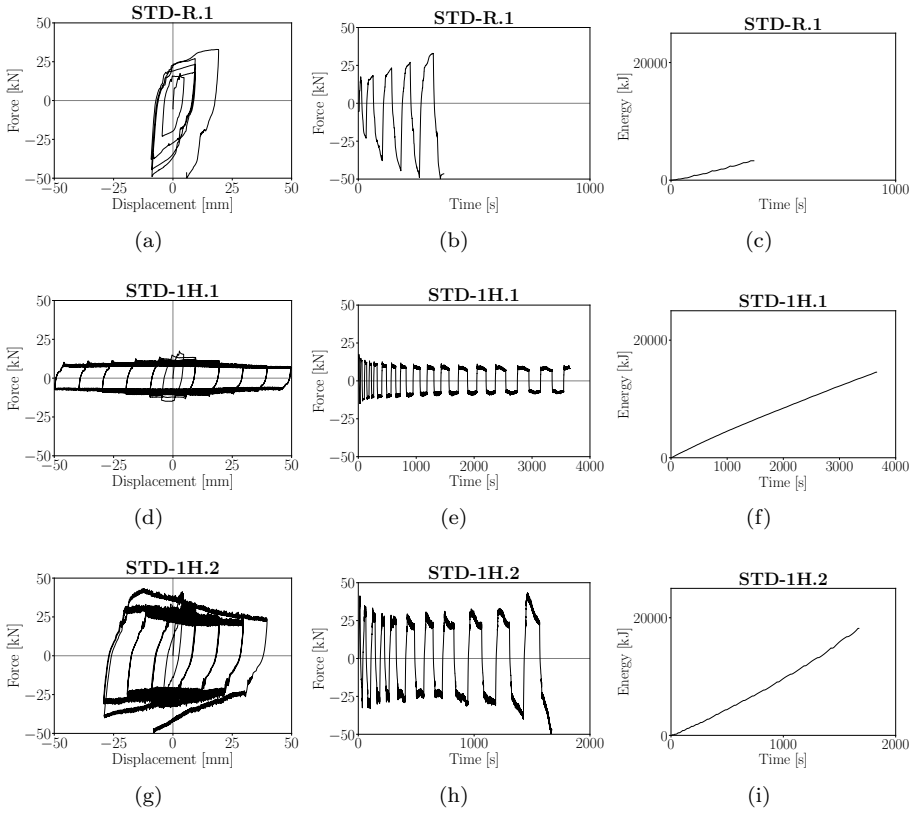 STD-R.1
50
25
0
−25
−50
Force [kN]
−50
−25
0
25
50
Displacement [mm]
(a)
STD-R.1
50
25
0
−25
−50
Force [kN]
0
1000
Time [s]
(b)
STD-R.1
20000
0
Energy [kJ]
0
1000
Time [s]
(c)
STD-1H.1
50
25
0
−25
−50
Force [kN]
−50
−25
0
25
50
Displacement [mm]
(d)
STD-1H.1
50
25
0
−25
−50
Force [kN]
0
1000
2000
3000
4000
Time [s]
(e)
STD-1H.1
20000
0
Energy [kJ]
0
1000
2000
3000
4000
Time [s]
(f)
STD-1H.2
50
25
0
−25
−50
Force [kN]
−50
−25
0
25
50
Displacement [mm]
(g)
STD-1H.2
50
25
0
−25
−50
Force [kN]
0
1000
2000
Time [s]
(h)
STD-1H.2
20000
0
Energy [kJ]
0
1000
2000
Time [s]
(i)